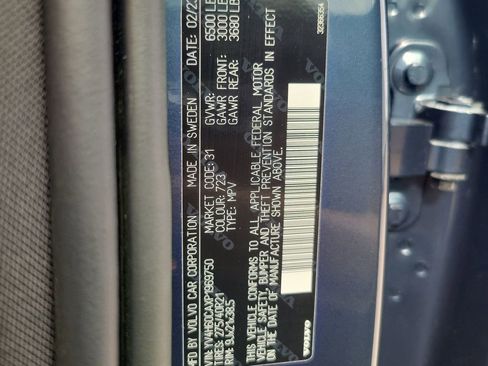 MFD BY VOLVO CAR CORPORATION MADE IN SWEDEN DATE: 02/23
VIN: YV4H60CAXP1969750 GVWR: 6500 LB
TIRES: 275/40R21 MARKET CODE: 31 GAWR FRONT: 3000 LB
RIM: 9Jx21x38.5 COLOUR: 723 GAWR REAR: 3680 LB
TYPE: MPV
THIS VEHICLE CONFORMS TO ALL APPLICABLE FEDERAL MOTOR
VEHICLE SAFETY, BUMPER AND THEFT PREVENTION STANDARDS IN EFFECT
ON THE DATE OF MANUFACTURE SHOWN ABOVE.
VOLVO